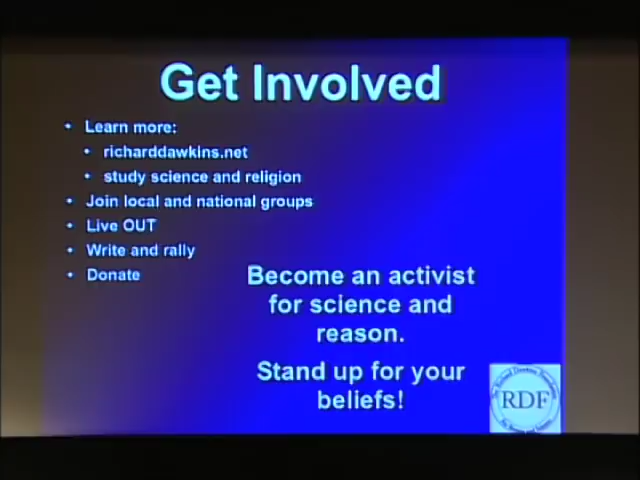 Get Involved
• Learn more:
• richarddawkins.net
• study science and religion
• Join local and national groups
• Live OUT
• Write and rally
• Donate
Become an activist
for science and
reason.
Stand up for your
beliefs!
RDF